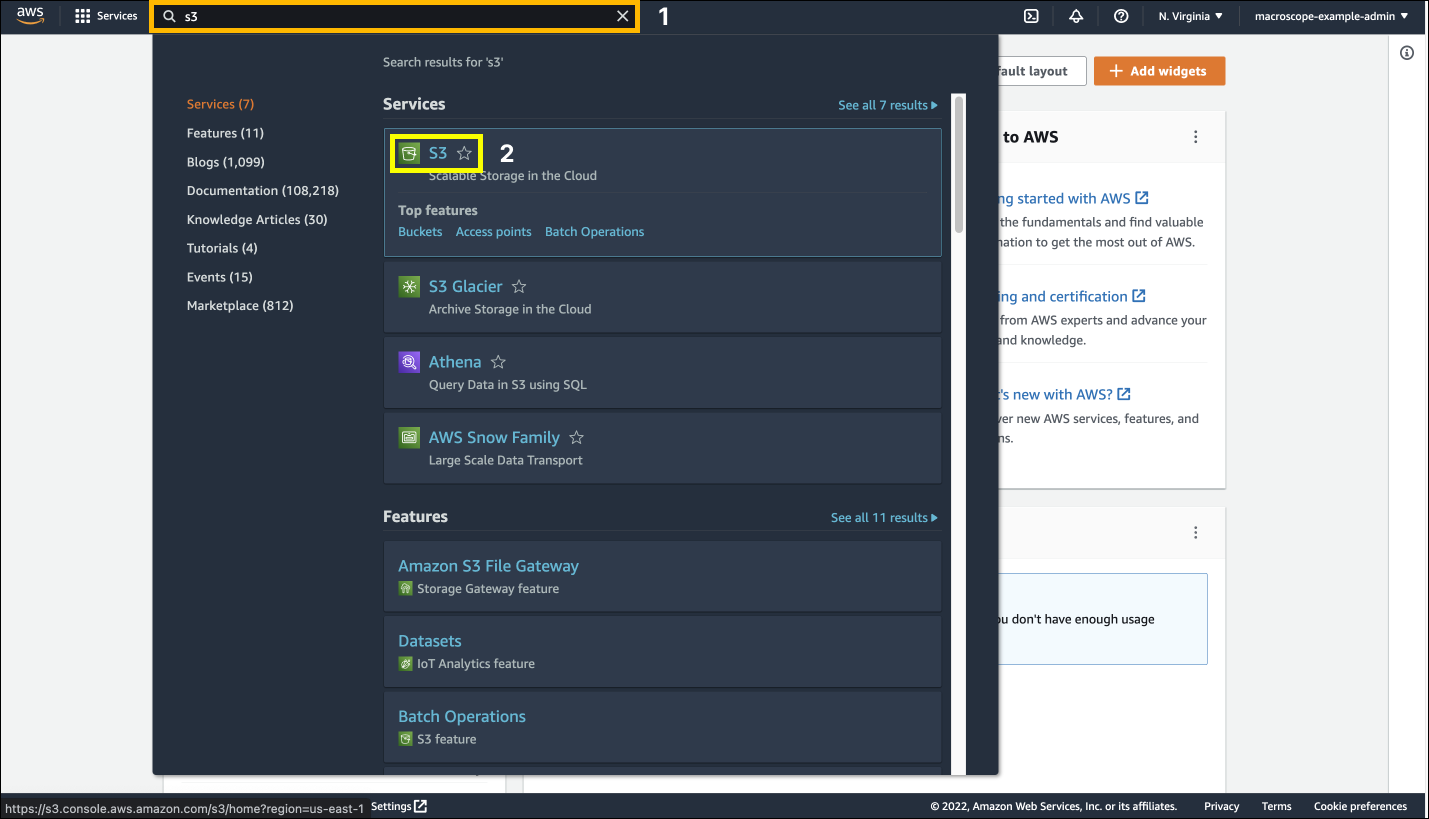 aws
Services
s3
1
N. Virginia
macroscope-example-admin
Search results for 's3'
Services (7)
Features (11)
Blogs (1,099)
Documentation (108,218)
Knowledge Articles (30)
Tutorials (4)
Events (15)
Marketplace (812)
Services
See all 7 results
S3
2
Scalable Storage in the Cloud
Top features
Buckets Access points Batch Operations
S3 Glacier
Archive Storage in the Cloud
Athena
Query Data in S3 using SQL
AWS Snow Family
Large Scale Data Transport
Features
See all 11 results
Amazon S3 File Gateway
Storage Gateway feature
Datasets
IoT Analytics feature
Batch Operations
S3 feature
layout
+ Add widgets
to AWS
started with AWS
the fundamentals and find valuable
to get the most out of AWS.
and certification
from AWS experts and advance your
and knowledge.
new with AWS?
new AWS services, features, and
don't have enough usage
https://s3.console.aws.amazon.com/s3/home?region=us-east-1
Settings
© 2022, Amazon Web Services, Inc. or its affiliates.
Privacy
Terms
Cookie preferences